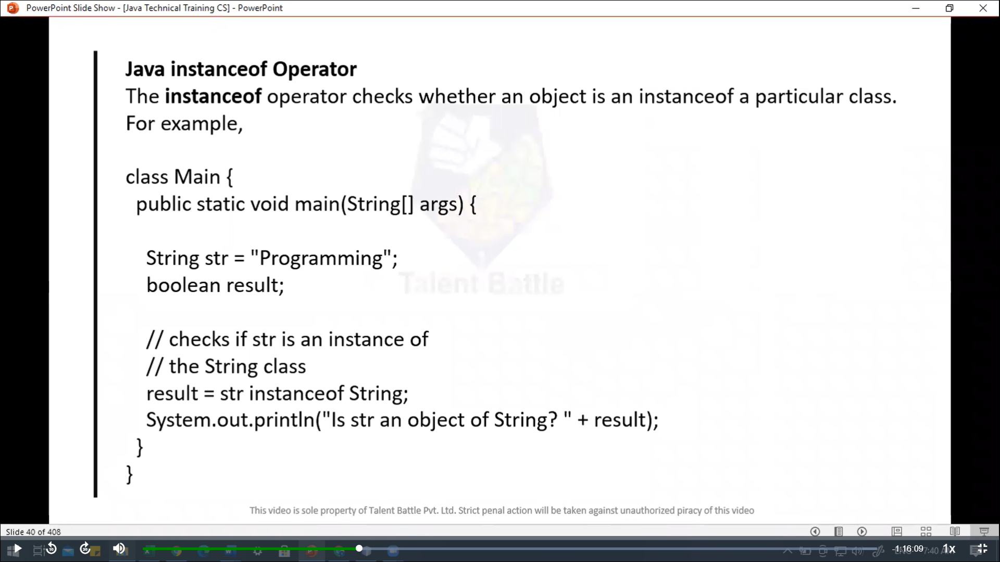 PowerPoint Slide Show - [Java Technical Training CS] - PowerPoint
Java instanceof Operator
The instanceof operator checks whether an object is an instanceof a particular class.
For example,
class Main {
public static void main(String[] args) {
String str = "Programming";
boolean result;
Talent Battle
// checks if str is an instance of
// the String class
result = str instanceof String;
System.out.println("Is str an object of String? " + result);
}
}
This video is sole property of Talent Battle Pvt. Ltd. Strict penal action will be taken against unauthorized piracy of this video
Slide 40 of 408
10
30
-1:16:09
1x